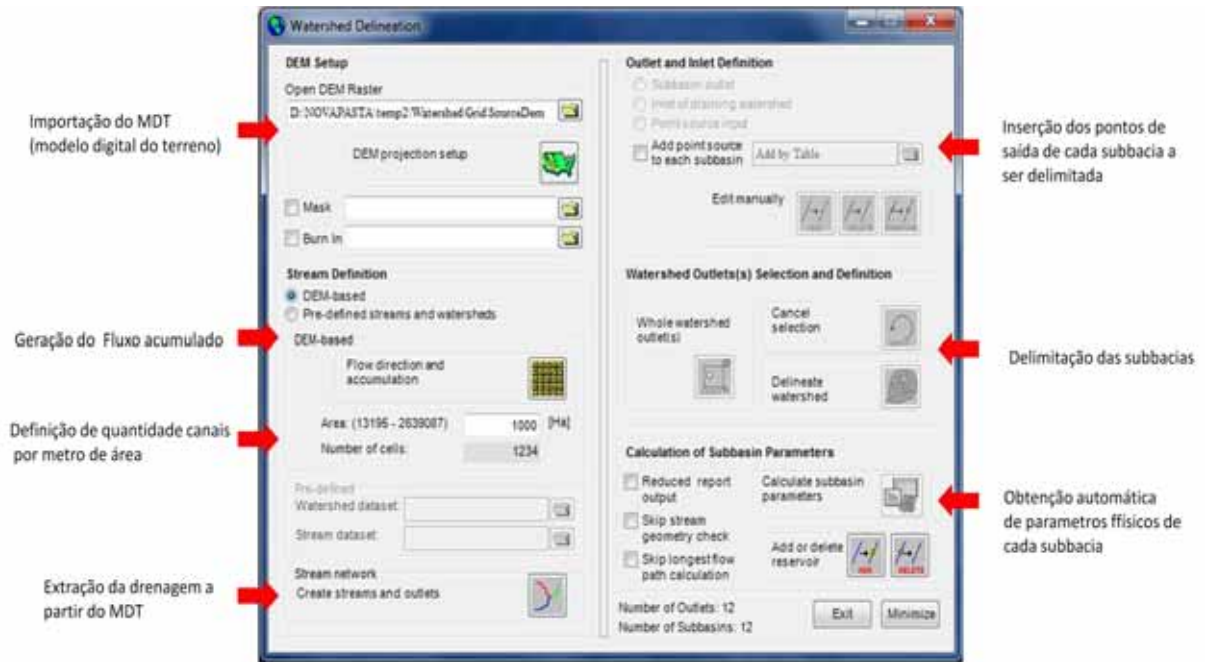 Importação do MDT
(modelo digital do terreno)
Geração do Fluxo acumulado
Definição de quantidade canais
por metro de área
Extração da drenagem a
partir do MDT
Watershed Delineation
DEM Setup
Open DEM Raster
D:\NOVAPASTA\temp2\Watershed\Grid\SourceDem
DEM projection setup
Mask
Burn In
Stream Definition
DEM-based
Pre-defined streams and watersheds
DEM-based
Flow direction and
accumulation
Area: (13195 - 2639087) 1000 [Ha]
Number of cells: 1234
Pre-defined
Watershed dataset:
Stream dataset:
Stream network
Create streams and outlets
Outlet and Inlet Definition
Subbasin outlet
Inlet of draining watershed
Point source input
Add point source
to each subbasin
Add by Table
Edit manually
Watershed Outlets(s) Selection and Definition
Whole watershed
outlet(s)
Cancel
selection
Delineate
watershed
Calculation of Subbasin Parameters
Reduced report
output
Skip stream
geometry check
Skip longest flow
path calculation
Calculate subbasin
parameters
Add or delete
reservoir
ADD
DELETE
Number of Outlets: 12
Number of Subbasins: 12
Exit
Minimize
Inserção dos pontos de
saída de cada subbacia a
ser delimitada
Delimitação das subbacias
Obtenção automática
de parametros ffísicos de
cada subbacia